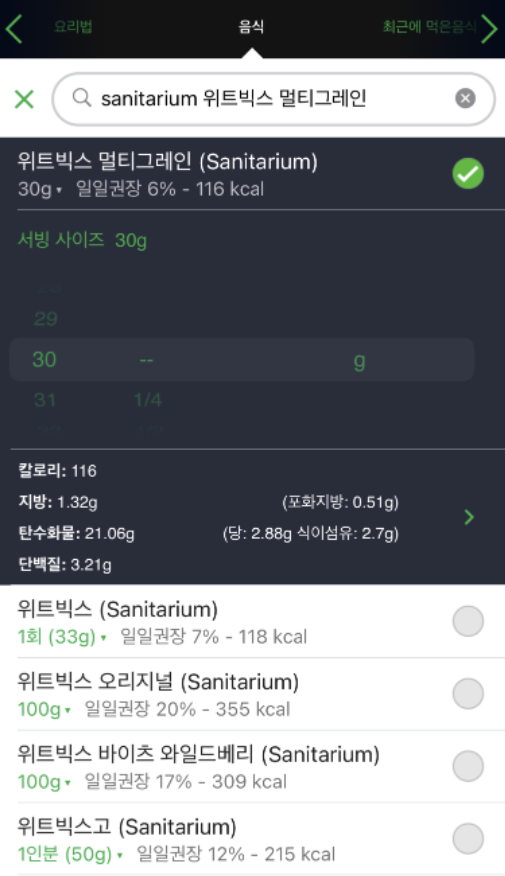 요리법 음식 최근에 먹은음식
sanitarium 위트빅스 멀티그레인
위트빅스 멀티그레인 (Sanitarium)
30g 일일권장 6% - 116 kcal
서빙 사이즈 30g
29
30 -- g
31 1/4
칼로리: 116
지방: 1.32g (포화지방: 0.51g)
탄수화물: 21.06g (당: 2.88g 식이섬유: 2.7g)
단백질: 3.21g
위트빅스 (Sanitarium)
1회 (33g) 일일권장 7% - 118 kcal
위트빅스 오리지널 (Sanitarium)
100g 일일권장 20% - 355 kcal
위트빅스 바이츠 와일드베리 (Sanitarium)
100g 일일권장 17% - 309 kcal
위트빅스고 (Sanitarium)
1인분 (50g) 일일권장 12% - 215 kcal